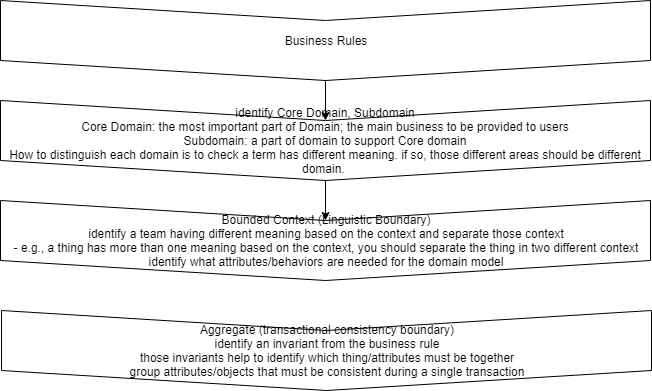 Business Rules
identify Core Domain, Subdomain
Core Domain: the most important part of Domain; the main business to be provided to users
Subdomain: a part of domain to support Core domain
How to distinguish each domain is to check a term has different meaning. if so, those different areas should be different
domain.
Bounded Context (Linguistic Boundary)
identify a team having different meaning based on the context and separate those context
- e.g., a thing has more than one meaning based on the context, you should separate the thing in two different context
identify what attributes/behaviors are needed for the domain model
Aggregate (transactional consistency boundary)
identify an invariant from the business rule
those invariants help to identify which thing/attributes must be together
group attributes/objects that must be consistent during a single transaction